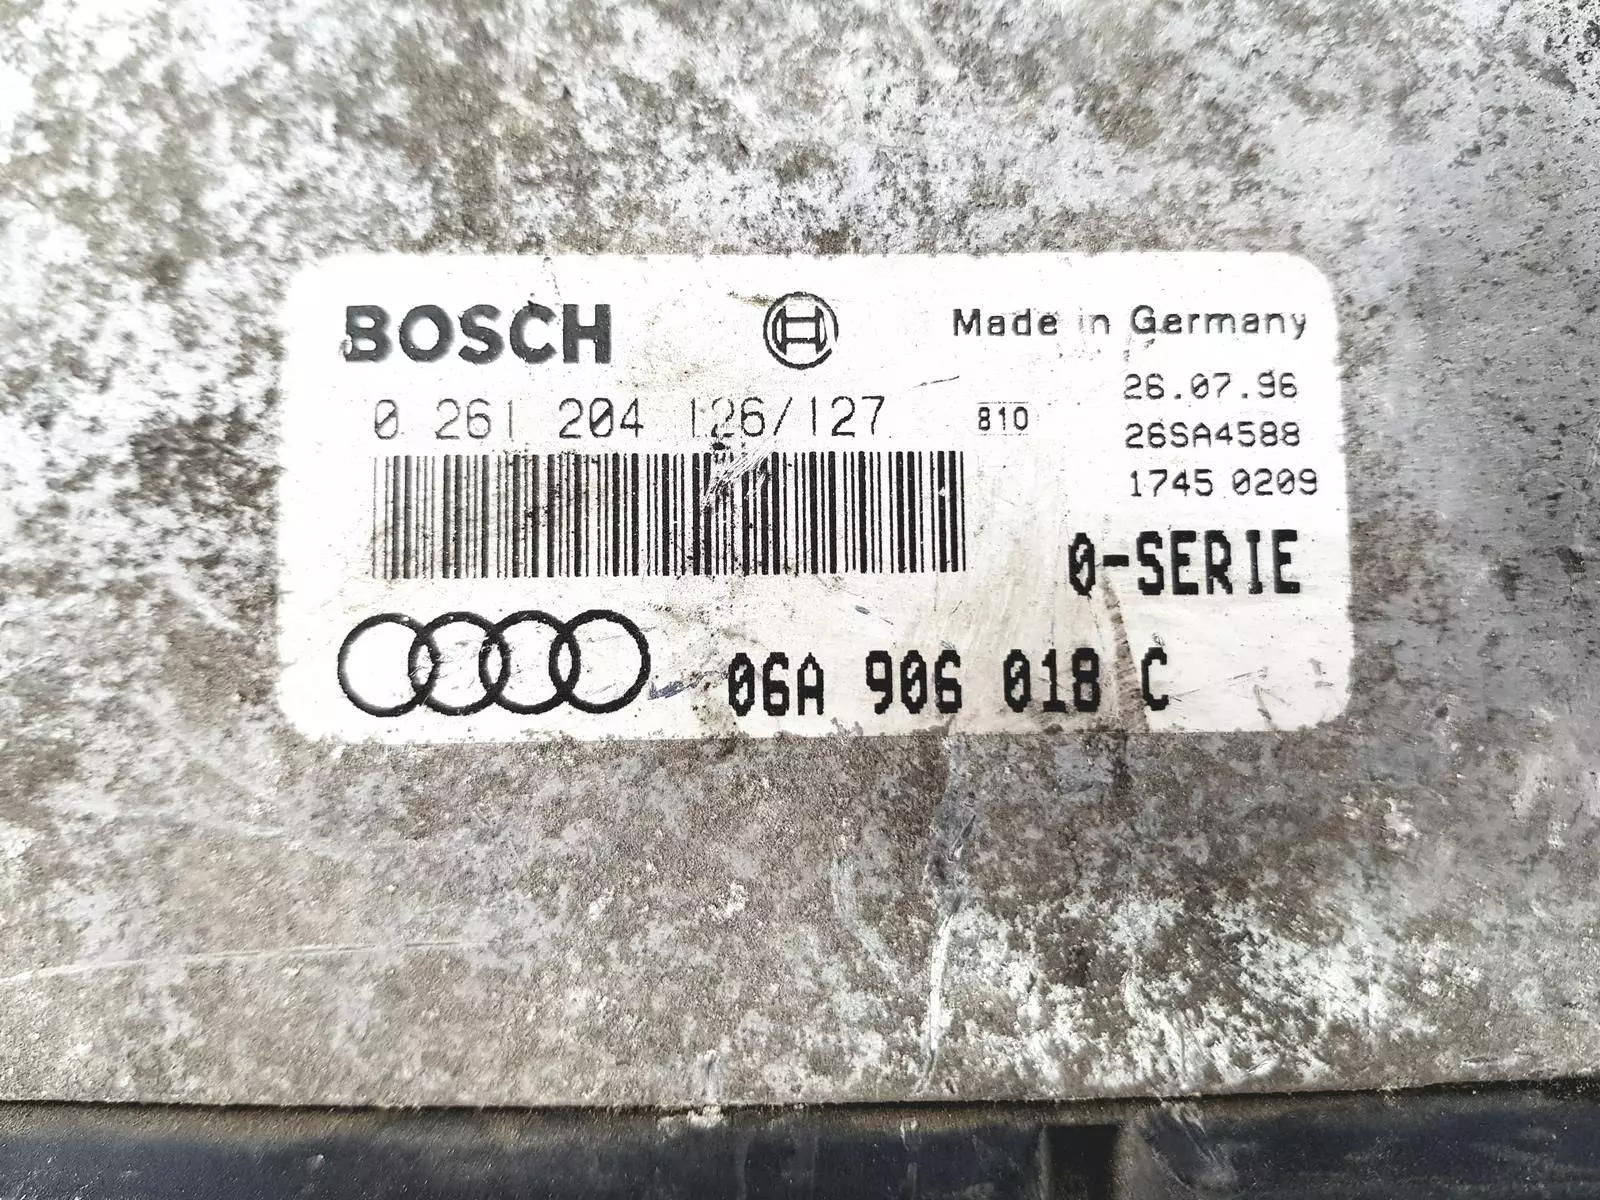 BOSCH
Made in Germany
0 261 204 126/127
810
26.07.96
26SA4588
1745 0209
0-SERIE
06A 906 018 C